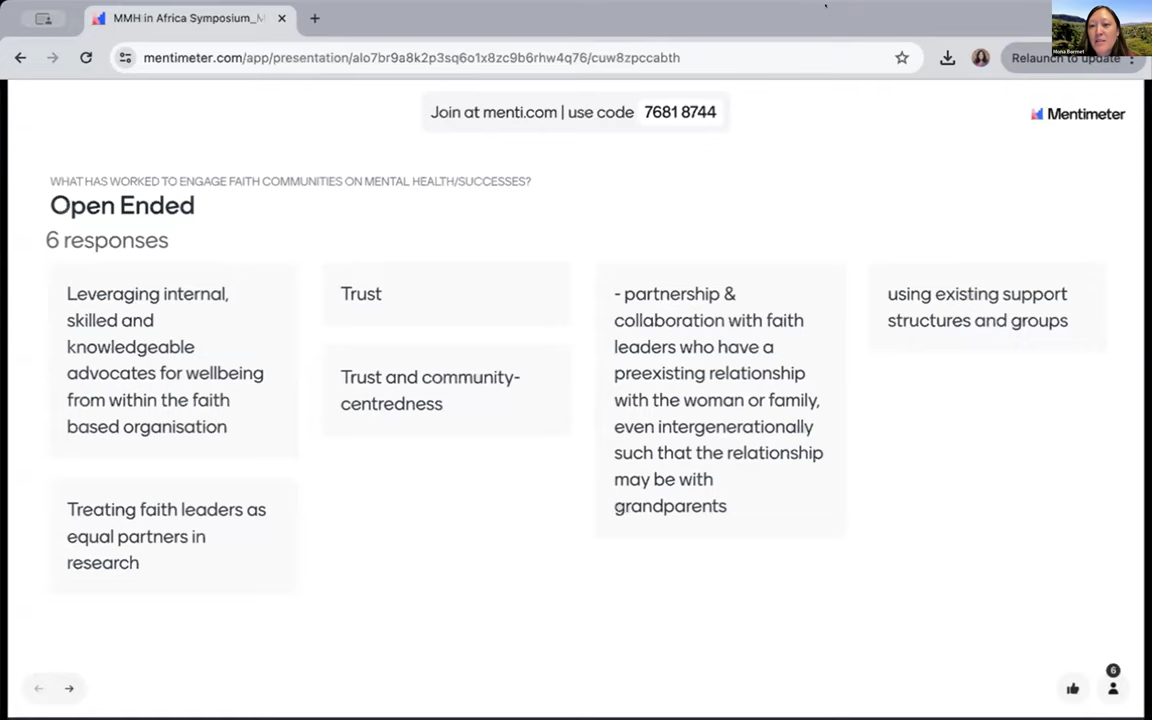 MMH in Africa Symposium_M
mentimeter.com/app/presentation/alo7br9a8k2p3sq6o1x8zc9b6rhw4q76/cuw8zpccabth
Relaunch to update
Mona Bormet
Join at menti.com | use code 7681 8744
Mentimeter
WHAT HAS WORKED TO ENGAGE FAITH COMMUNITIES ON MENTAL HEALTH/SUCCESSES?
Open Ended
6 responses
Leveraging internal,
skilled and
knowledgeable
advocates for wellbeing
from within the faith
based organisation
Treating faith leaders as
equal partners in
research
Trust
Trust and community-
centredness
- partnership &
collaboration with faith
leaders who have a
preexisting relationship
with the woman or family,
even intergenerationally
such that the relationship
may be with
grandparents
using existing support
structures and groups
6